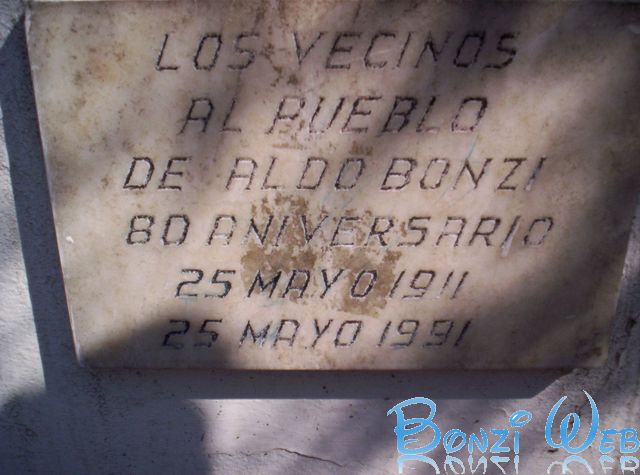 LOS VECINOS
AL PUEBLO
DE ALDO BONZI
80 ANIVERSARIO
25 MAYO 1911
25 MAYO 1991
Bonzi Web